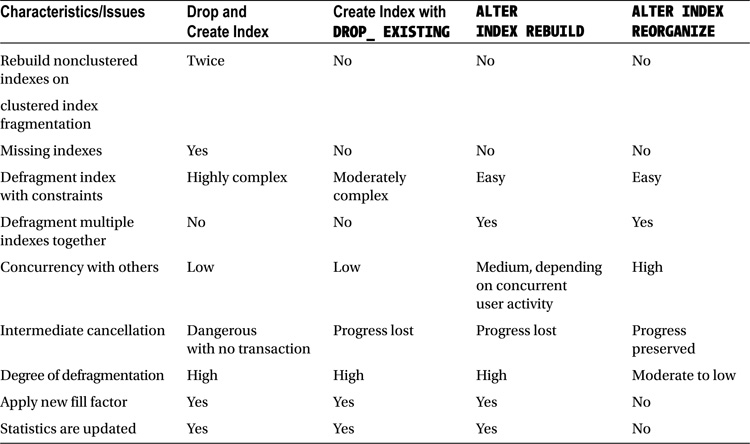 Characteristics/Issues Drop and Create Index with ALTER ALTER INDEX
Create Index DROP_ EXISTING INDEX REBUILD REORGANIZE
Rebuild nonclustered Twice No No No
indexes on
clustered index
fragmentation
Missing indexes Yes No No No
Defragment index Highly complex Moderately Easy Easy
with constraints complex
Defragment multiple No No Yes Yes
indexes together
Concurrency with others Low Low Medium, depending High
on concurrent
user activity
Intermediate cancellation Dangerous Progress lost Progress lost Progress
with no transaction preserved
Degree of defragmentation High High High Moderate to low
Apply new fill factor Yes Yes Yes No
Statistics are updated Yes Yes Yes No